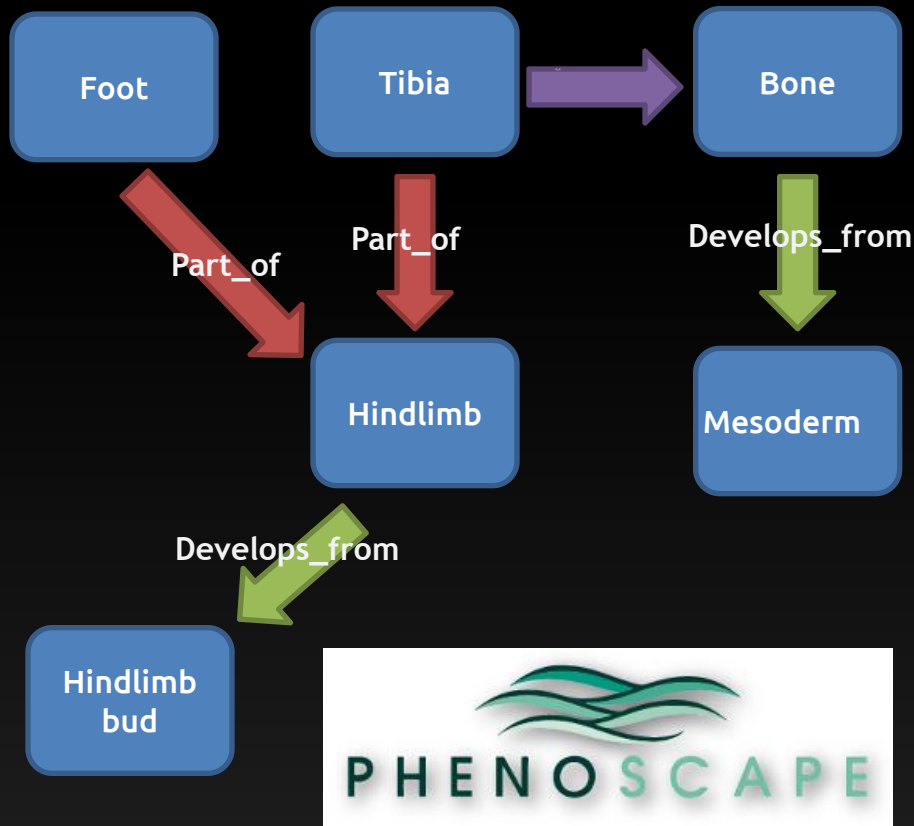 Foot
Tibia
Bone
Part_of
Part_of
Develops_from
Hindlimb
Mesoderm
Develops_from
Hindlimb
bud
PHENOSCAPE